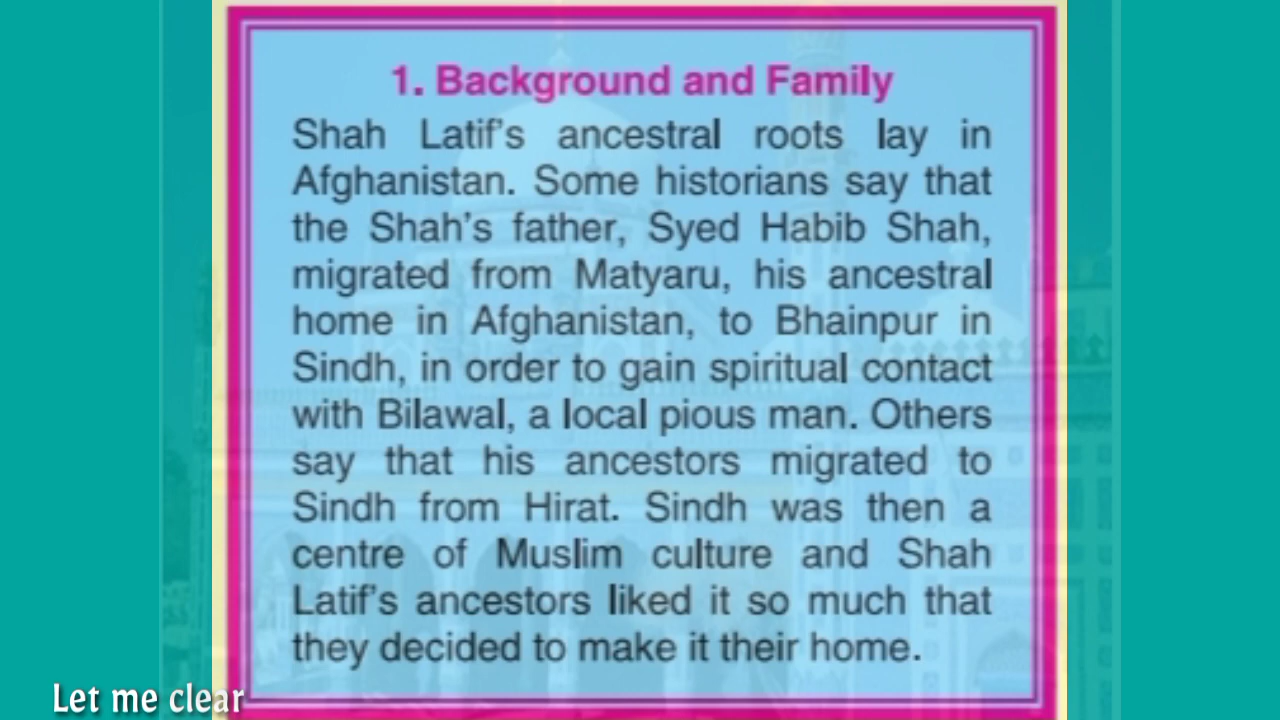 1. Background and Family
Shah Latif's ancestral roots lay in
Afghanistan. Some historians say that
the Shah's father, Syed Habib Shah,
migrated from Matyaru, his ancestral
home in Afghanistan, to Bhainpur in
Sindh, in order to gain spiritual contact
with Bilawal, a local pious man. Others
say that his ancestors migrated to
Sindh from Hirat. Sindh was then a
centre of Muslim culture and Shah
Latif's ancestors liked it so much that
they decided to make it their home.
Let me clear